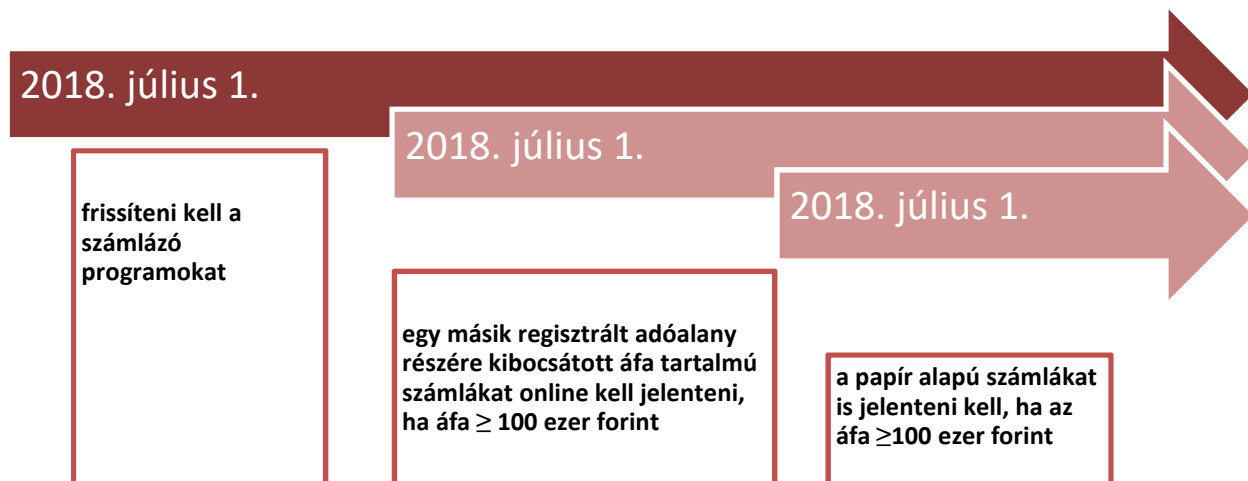 2018. július 1.
frissíteni kell a
számlázó
programokat
2018. július 1.
egy másik regisztrált adóalany
részére kibocsátott áfa tartalmú
számlákat online kell jelenteni,
ha áfa ≥ 100 ezer forint
2018. július 1.
a papír alapú számlákat
is jelenteni kell, ha az
áfa ≥100 ezer forint